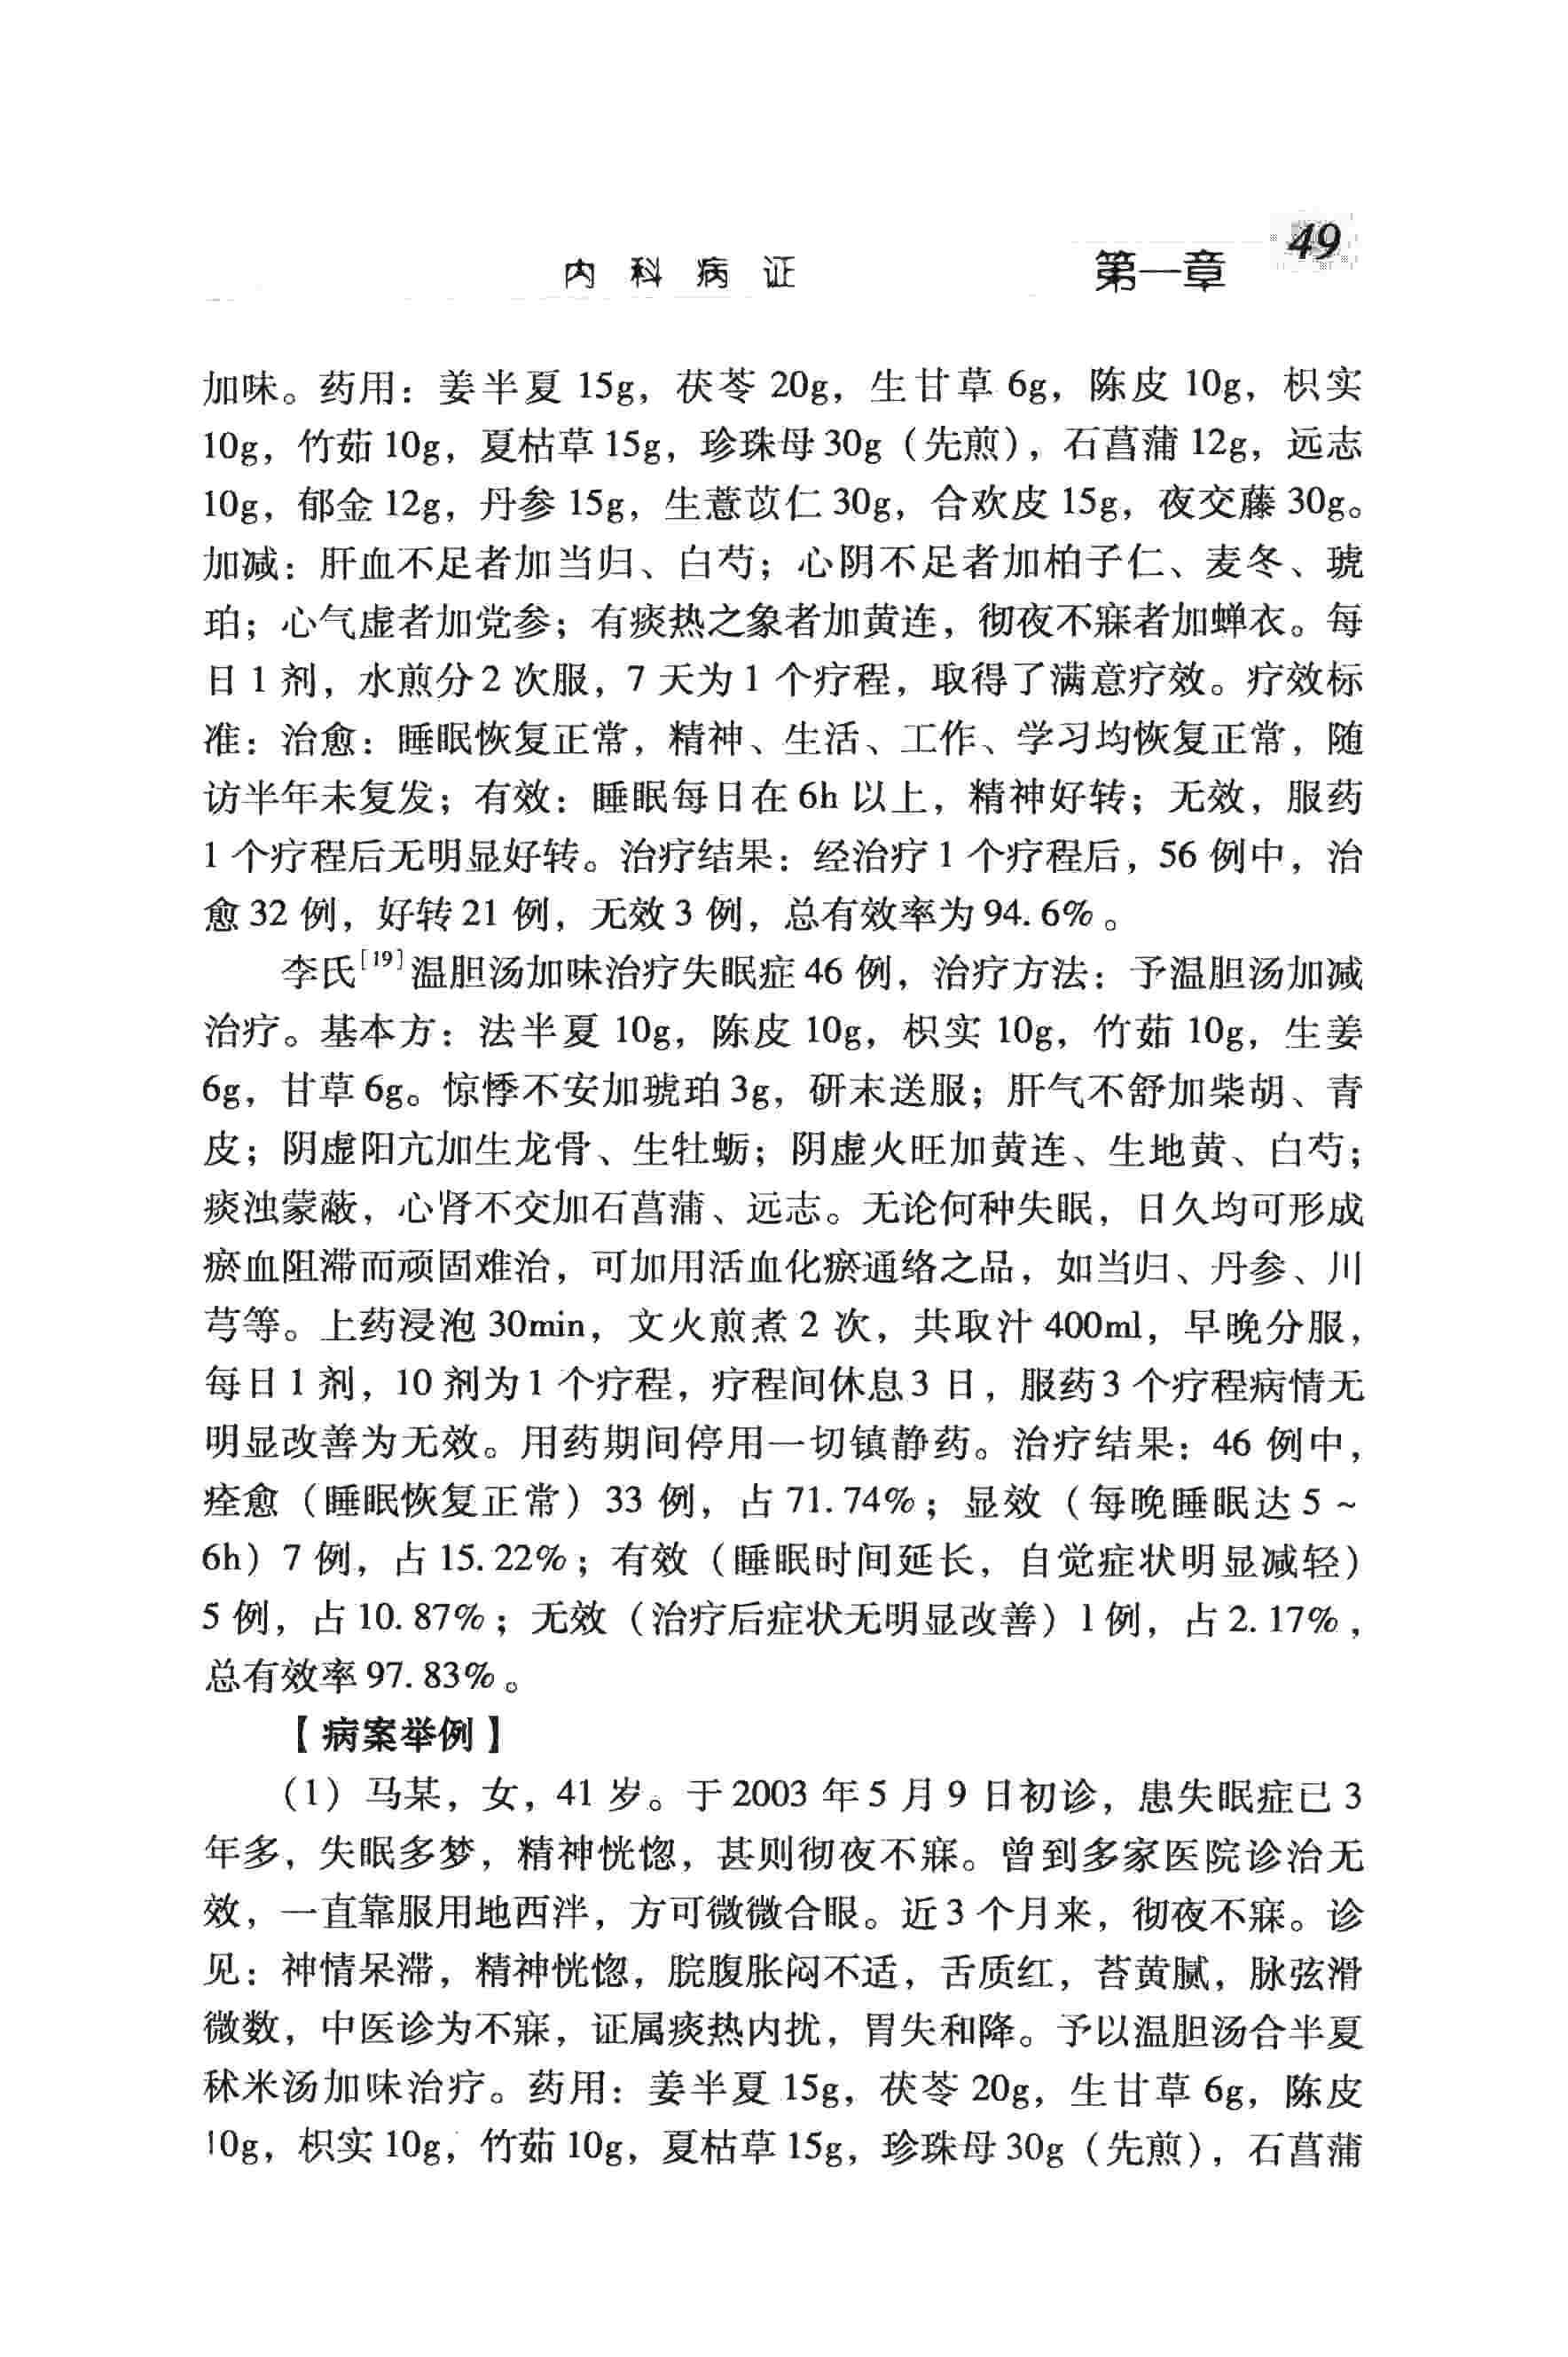 内科病证 第一章 49
加味。药用：姜半夏 15g，茯苓 20g，生甘草 6g，陈皮 10g，枳实
10g，竹茹 10g，夏枯草 15g，珍珠母 30g（先煎），石菖蒲 12g，远志
10g，郁金 12g，丹参 15g，生薏苡仁 30g，合欢皮 15g，夜交藤 30g。
加减：肝血不足者加当归、白芍；心阴不足者加柏子仁、麦冬、琥
珀；心气虚者加党参；有痰热之象者加黄连，彻夜不寐者加蝉衣。每
日 1 剂，水煎分 2 次服，7 天为 1 个疗程，取得了满意疗效。疗效标
准：治愈：睡眠恢复正常，精神、生活、工作、学习均恢复正常，随
访半年未复发；有效：睡眠每日在 6h 以上，精神好转；无效，服药
1 个疗程后无明显好转。治疗结果：经治疗 1 个疗程后，56 例中，治
愈 32 例，好转 21 例，无效 3 例，总有效率为 94.6%。
李氏[19]温胆汤加味治疗失眠症 46 例，治疗方法：予温胆汤加减
治疗。基本方：法半夏 10g，陈皮 10g，枳实 10g，竹茹 10g，生姜
6g，甘草 6g。惊悸不安加琥珀 3g，研末送服；肝气不舒加柴胡、青
皮；阴虚阳亢加生龙骨、生牡蛎；阴虚火旺加黄连、生地黄、白芍；
痰浊蒙蔽，心肾不交加石菖蒲、远志。无论何种失眠，日久均可形成
瘀血阻滞而顽固难治，可加用活血化瘀通络之品，如当归、丹参、川
芎等。上药浸泡 30min，文火煎煮 2 次，共取汁 400ml，早晚分服，
每日 1 剂，10 剂为 1 个疗程，疗程间休息 3 日，服药 3 个疗程病情无
明显改善为无效。用药期间停用一切镇静药。治疗结果：46 例中，
痊愈（睡眠恢复正常）33 例，占 71.74%；显效（每晚睡眠达 5～
6h）7 例，占 15.22%；有效（睡眠时间延长，自觉症状明显减轻）
5 例，占 10.87%；无效（治疗后症状无明显改善）1 例，占 2.17%，
总有效率 97.83%。
【病案举例】
（1）马某，女，41 岁。于 2003 年 5 月 9 日初诊，患失眠症已 3
年多，失眠多梦，精神恍惚，甚则彻夜不寐。曾到多家医院诊治无
效，一直靠服用地西泮，方可微微合眼。近 3 个月来，彻夜不寐。诊
见：神情呆滞，精神恍惚，脘腹胀闷不适，舌质红，苔黄腻，脉弦滑
微数，中医诊为不寐，证属痰热内扰，胃失和降。予以温胆汤合半夏
秫米汤加味治疗。药用：姜半夏 15g，茯苓 20g，生甘草 6g，陈皮
10g，枳实 10g，竹茹 10g，夏枯草 15g，珍珠母 30g（先煎），石菖蒲